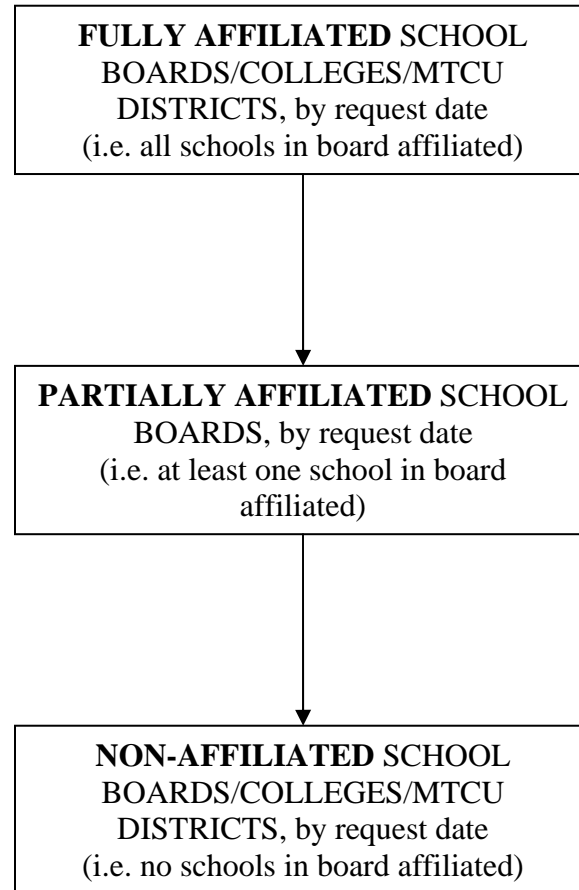 FULLY AFFILIATED SCHOOL
BOARDS/COLLEGES/MTCU
DISTRICTS, by request date
(i.e. all schools in board affiliated)
PARTIALLY AFFILIATED SCHOOL
BOARDS, by request date
(i.e. at least one school in board
affiliated)
NON-AFFILIATED SCHOOL
BOARDS/COLLEGES/MTCU
DISTRICTS, by request date
(i.e. no schools in board affiliated)